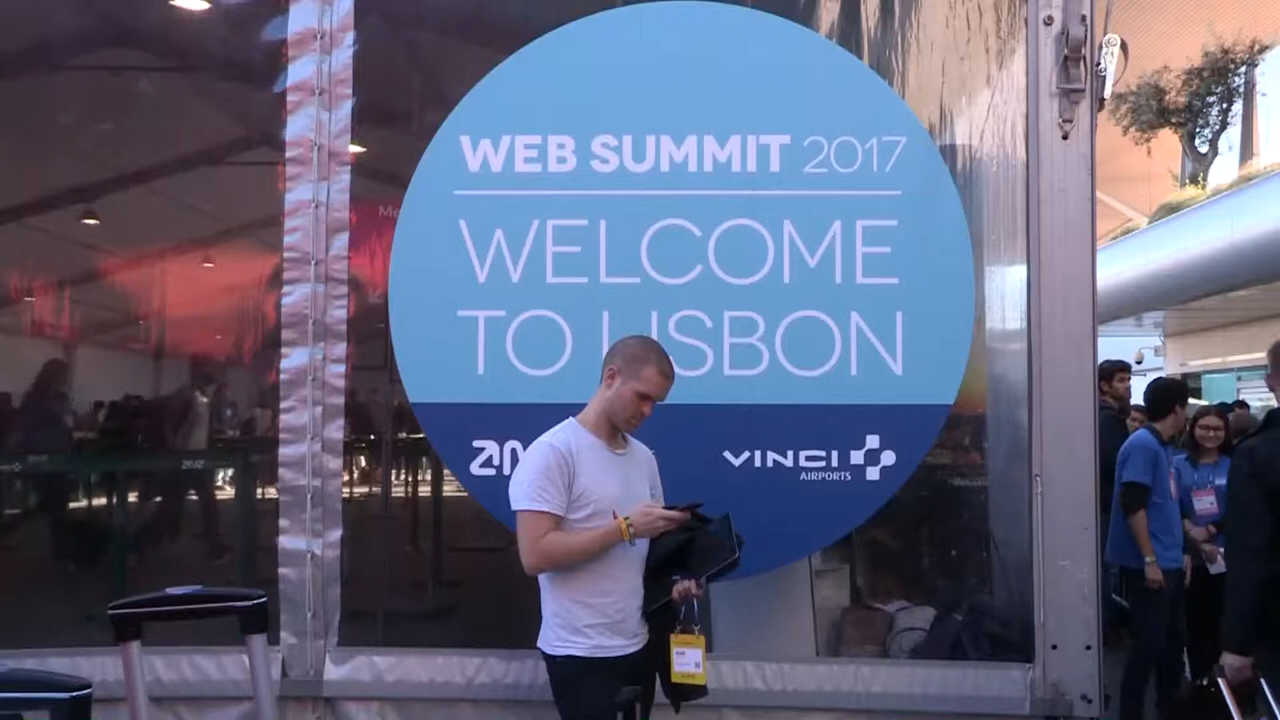 WEB SUMMIT 2017
WELCOME
TO LISBON
VINCI
AIRPORTS